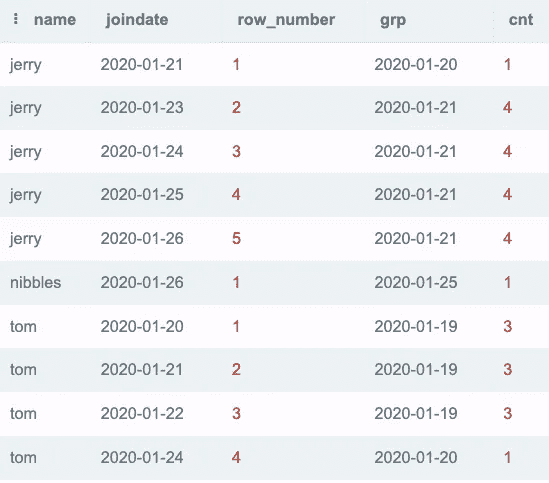 name joindate row_number grp cnt
jerry 2020-01-21 1 2020-01-20 1
jerry 2020-01-23 2 2020-01-21 4
jerry 2020-01-24 3 2020-01-21 4
jerry 2020-01-25 4 2020-01-21 4
jerry 2020-01-26 5 2020-01-21 4
nibbles 2020-01-26 1 2020-01-25 1
tom 2020-01-20 1 2020-01-19 3
tom 2020-01-21 2 2020-01-19 3
tom 2020-01-22 3 2020-01-19 3
tom 2020-01-24 4 2020-01-20 1